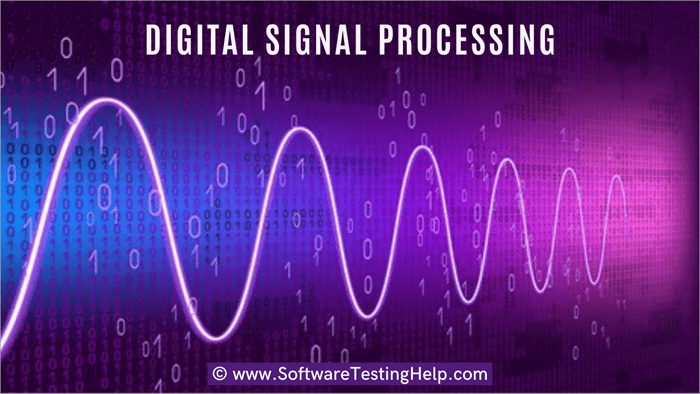 DIGITAL SIGNAL PROCESSING
© www.SoftwareTestingHelp.com